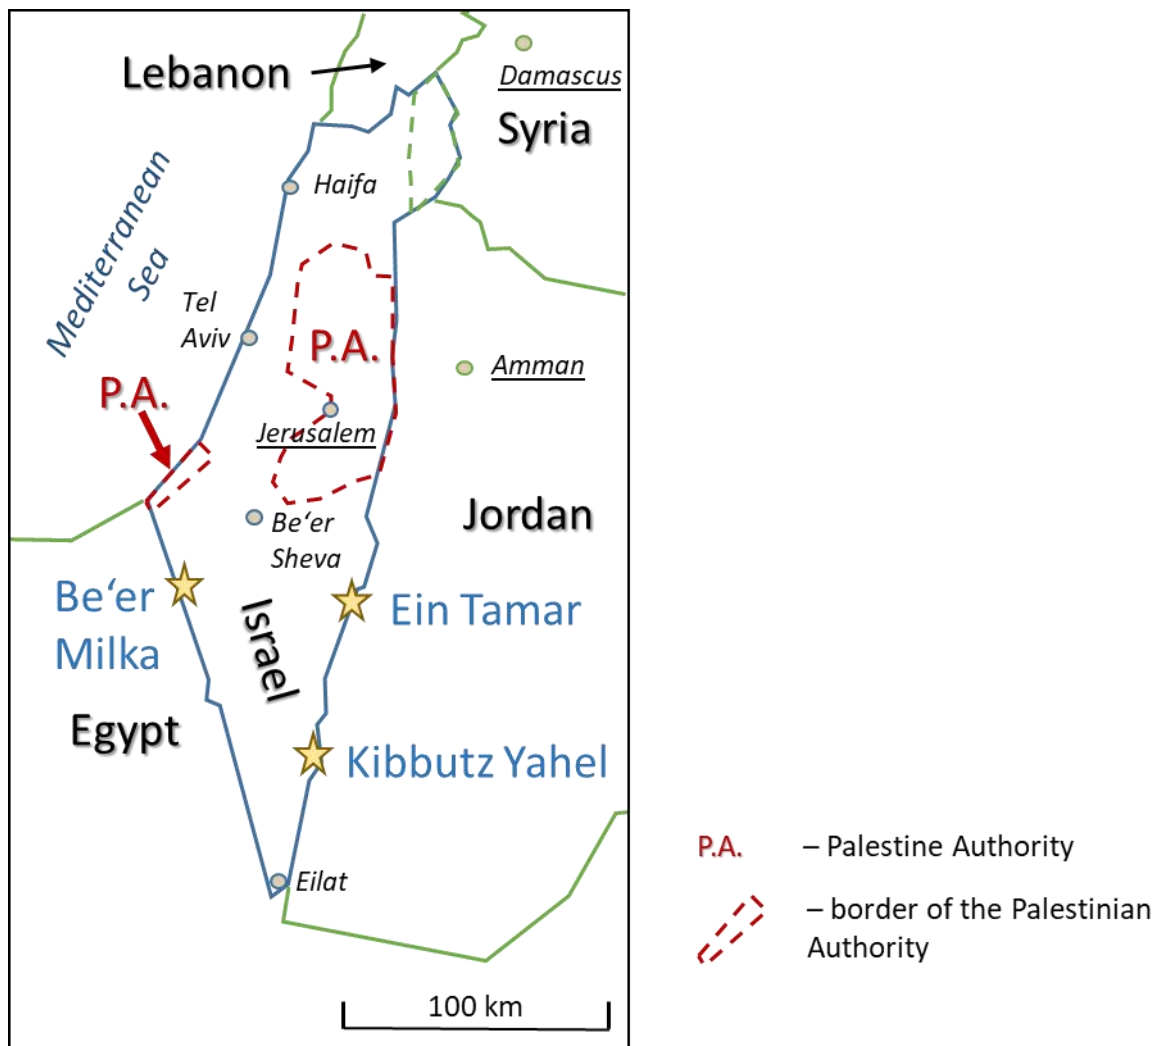 Lebanon
Damascus
Syria
Mediterranean
Sea
Haifa
Tel
Aviv
P.A.
P.A.
Amman
Jerusalem
Be‘er
Sheva
Jordan
Be‘er
Milka
Israel
Ein Tamar
Egypt
Kibbutz Yahel
Eilat
100 km
P.A. – Palestine Authority
– border of the Palestinian
Authority